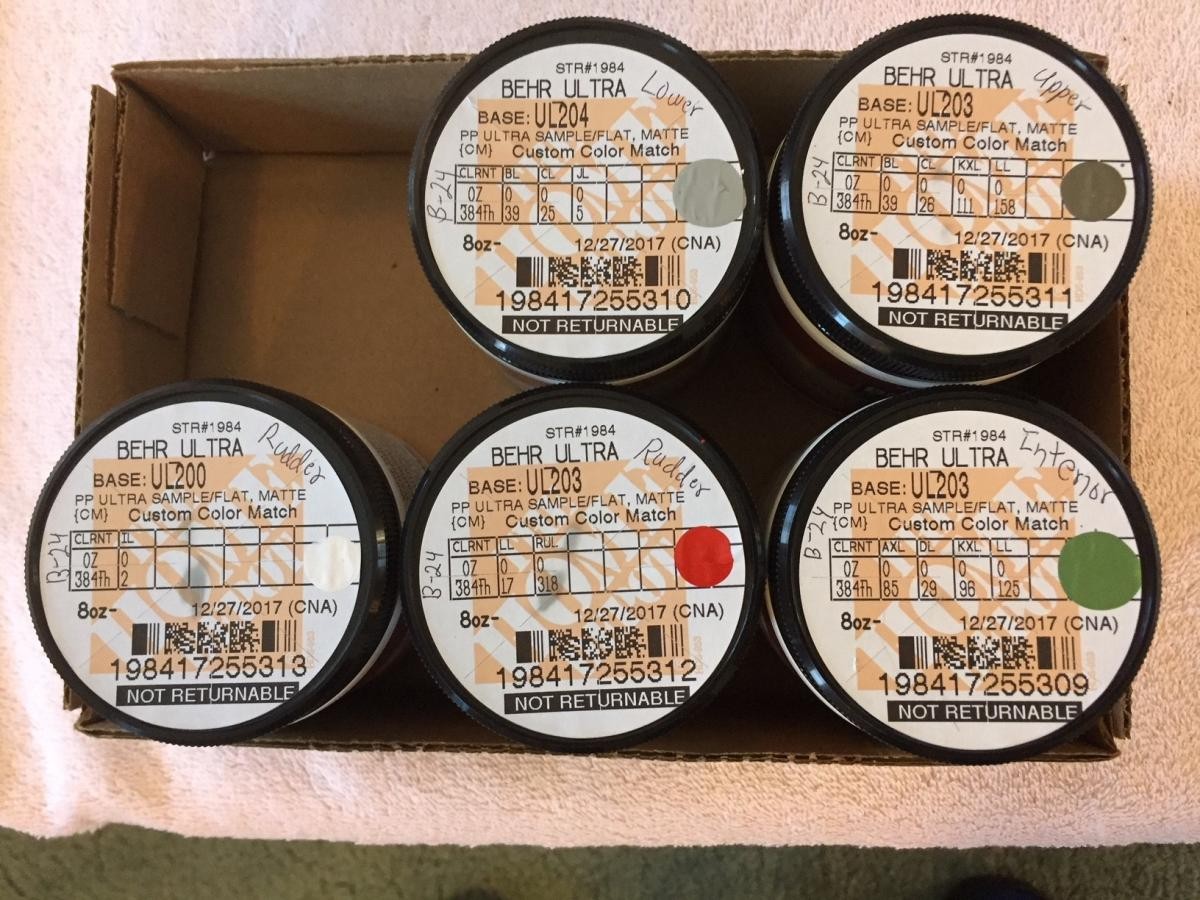 STR#1984
BEHR ULTRA Lower
BASE: UL204
PP ULTRA SAMPLE/FLAT, MATTE
{CM} Custom Color Match
B-24
CLRNT BL CL JL
OZ 0 0 0
384Th 39 25 5
8oz- 12/27/2017 (CNA)
198417255310
NOT RETURNABLE
STR#1984
BEHR ULTRA Upper
BASE: UL203
PP ULTRA SAMPLE/FLAT, MATTE
{CM} Custom Color Match
B-24
CLRNT BL CL KXL LL
OZ 0 0 0 0
384Th 39 26 111 158
8oz- 12/27/2017 (CNA)
198417255311
NOT RETURNABLE
STR#1984
BEHR ULTRA Rudder
BASE: UL200
PP ULTRA SAMPLE/FLAT, MATTE
{CM} Custom Color Match
B-24
CLRNT IL
OZ 0
384Th 2
8oz- 12/27/2017 (CNA)
198417255313
NOT RETURNABLE
STR#1984
BEHR ULTRA Rudder
BASE: UL203
PP ULTRA SAMPLE/FLAT, MATTE
{CM} Custom Color Match
B-24
CLRNT LL RUL
OZ 0 0
384Th 17 318
8oz- 12/27/2017 (CNA)
198417255312
NOT RETURNABLE
STR#1984
BEHR ULTRA Interior
BASE: UL203
PP ULTRA SAMPLE/FLAT, MATTE
{CM} Custom Color Match
B-24
CLRNT AXL DL KXL LL
OZ 0 0 0 0
384Th 85 29 96 125
8oz- 12/27/2017 (CNA)
198417255309
NOT RETURNABLE